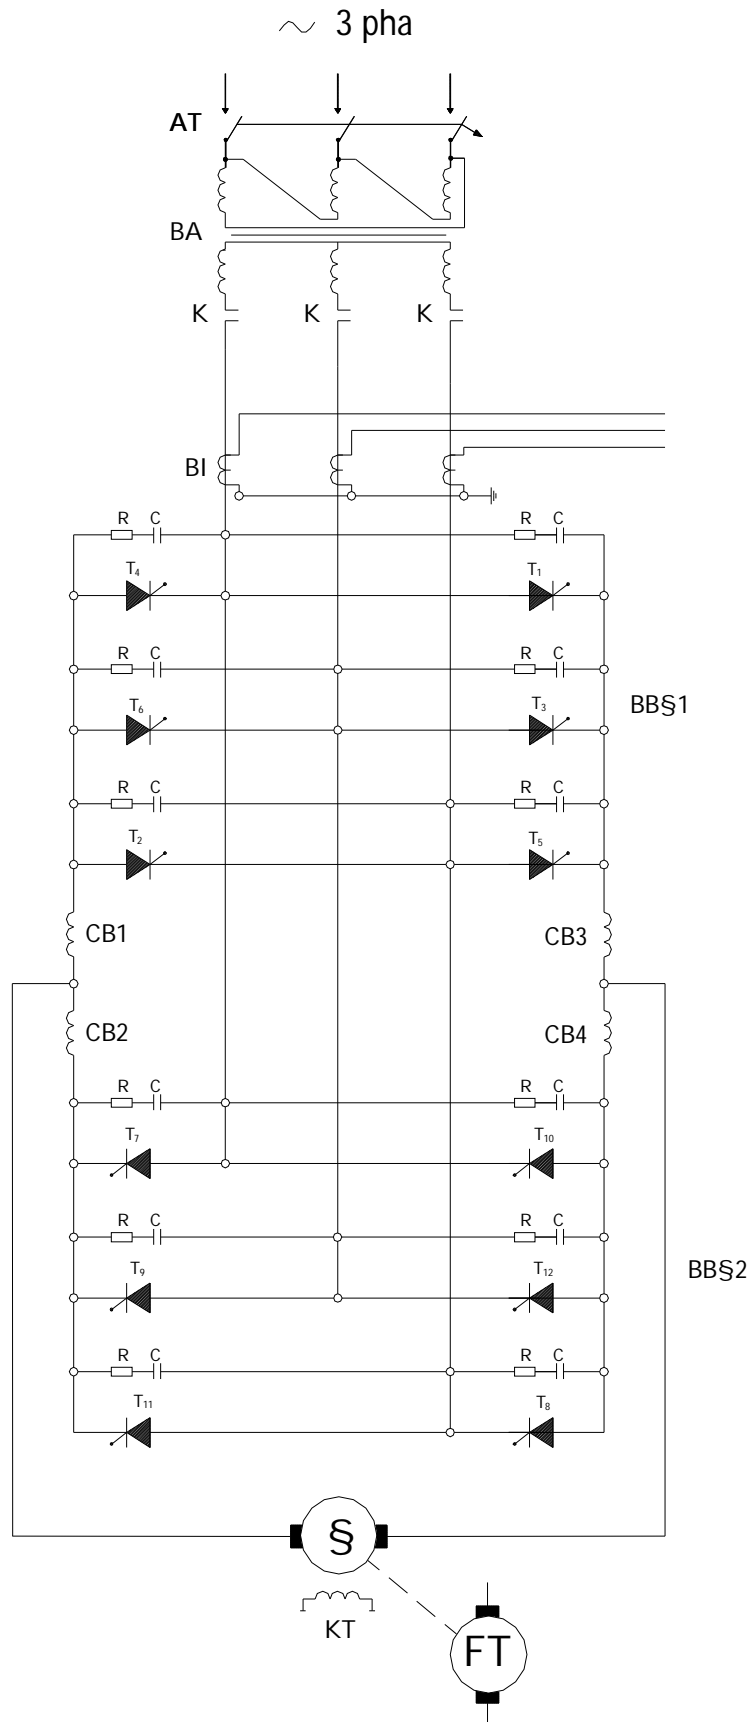 3 pha
AT
BA
K K K
BI
R C R C
T₄ T₁
R C R C
T₆ T₃
BB§1
R C R C
T₂ T₅
CB1 CB3
CB2 CB4
R C R C
T₇ T₁₀
R C R C
T₉ T₁₂
BB§2
R C R C
T₁₁ T₈
§
KT
FT